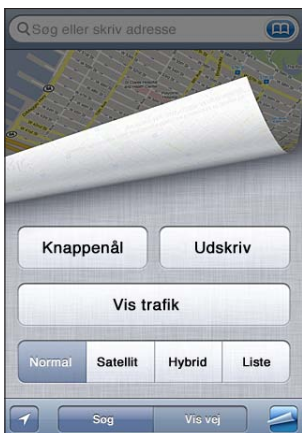 Søg eller skriv adresse
Knappenål Udskriv
Vis trafik
Normal Satellit Hybrid Liste
Søg Vis vej